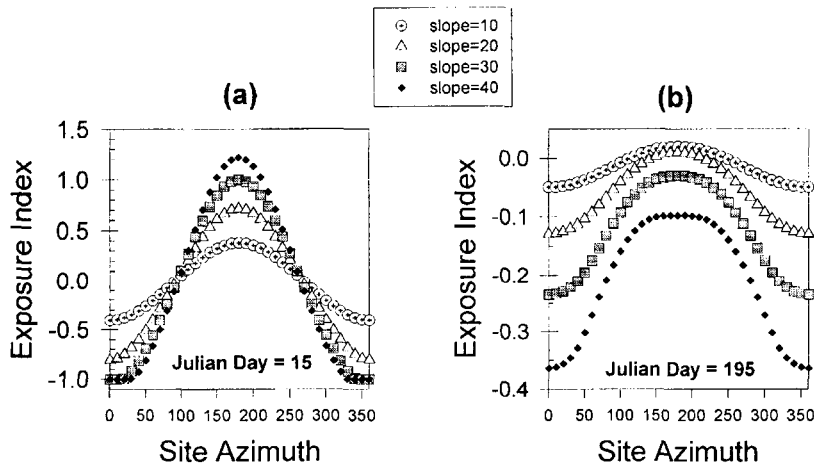 slope=10
slope=20
slope=30
slope=40
(a)
1.5
1.0
0.5
0.0
-0.5
-1.0
Exposure Index
Julian Day = 15
0 50 100 150 200 250 300 350
Site Azimuth
(b)
0.0
-0.1
-0.2
-0.3
-0.4
Exposure Index
Julian Day = 195
0 50 100 150 200 250 300 350
Site Azimuth